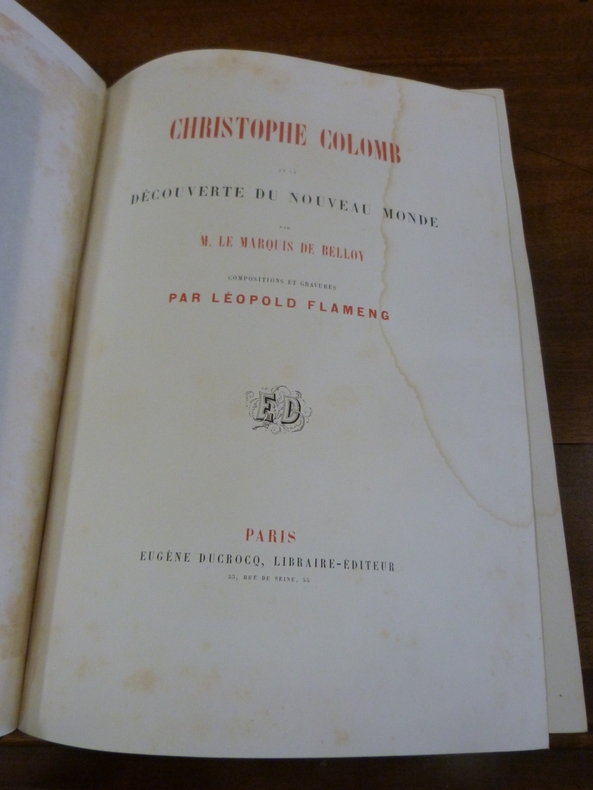 CHRISTOPHE COLOMB
ET LA
DÉCOUVERTE DU NOUVEAU MONDE
PAR
M. LE MARQUIS DE BELLOY
COMPOSITIONS ET GRAVURES
PAR LÉOPOLD FLAMENG
ED
PARIS
EUGÈNE DUCROCQ, LIBRAIRE-EDITEUR
55, RUE DE SEINE, 55